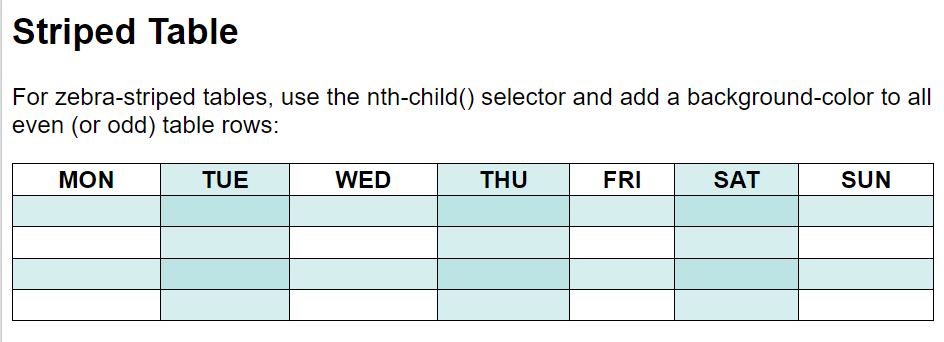 Striped Table
For zebra-striped tables, use the nth-child() selector and add a background-color to all
even (or odd) table rows:
MON TUE WED THU FRI SAT SUN